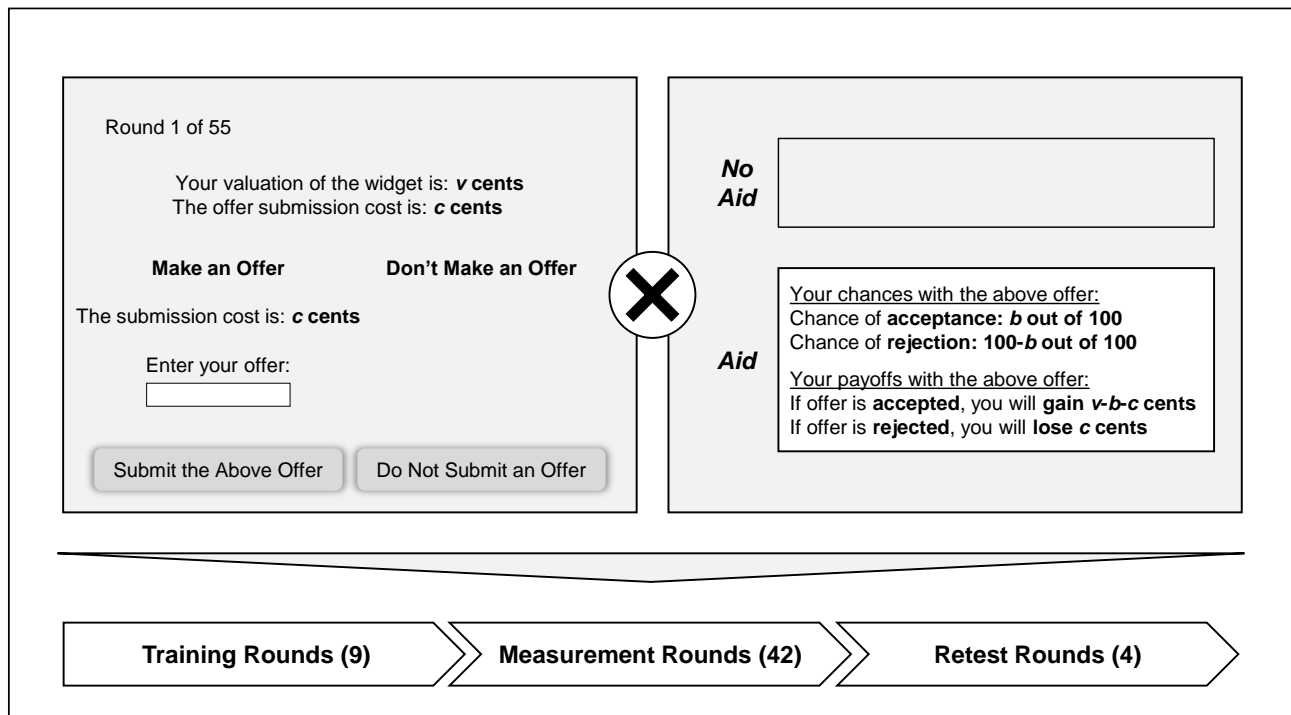 Round 1 of 55
Your valuation of the widget is: v cents
The offer submission cost is: c cents
Make an Offer
Don't Make an Offer
The submission cost is: c cents
Enter your offer:
Submit the Above Offer
Do Not Submit an Offer
No
Aid
Aid
Your chances with the above offer:
Chance of acceptance: b out of 100
Chance of rejection: 100-b out of 100
Your payoffs with the above offer:
If offer is accepted, you will gain v-b-c cents
If offer is rejected, you will lose c cents
Training Rounds (9)
Measurement Rounds (42)
Retest Rounds (4)